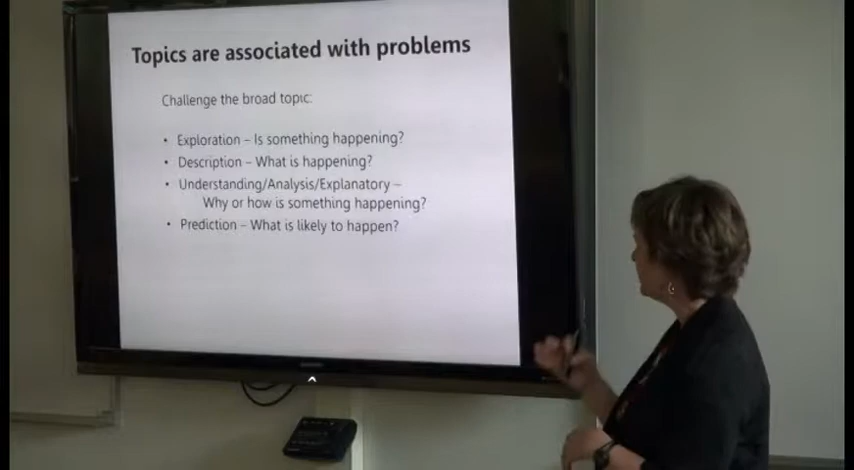 Topics are associated with problems
Challenge the broad topic:
• Exploration – Is something happening?
• Description – What is happening?
• Understanding/Analysis/Explanatory –
Why or how is something happening?
• Prediction – What is likely to happen?